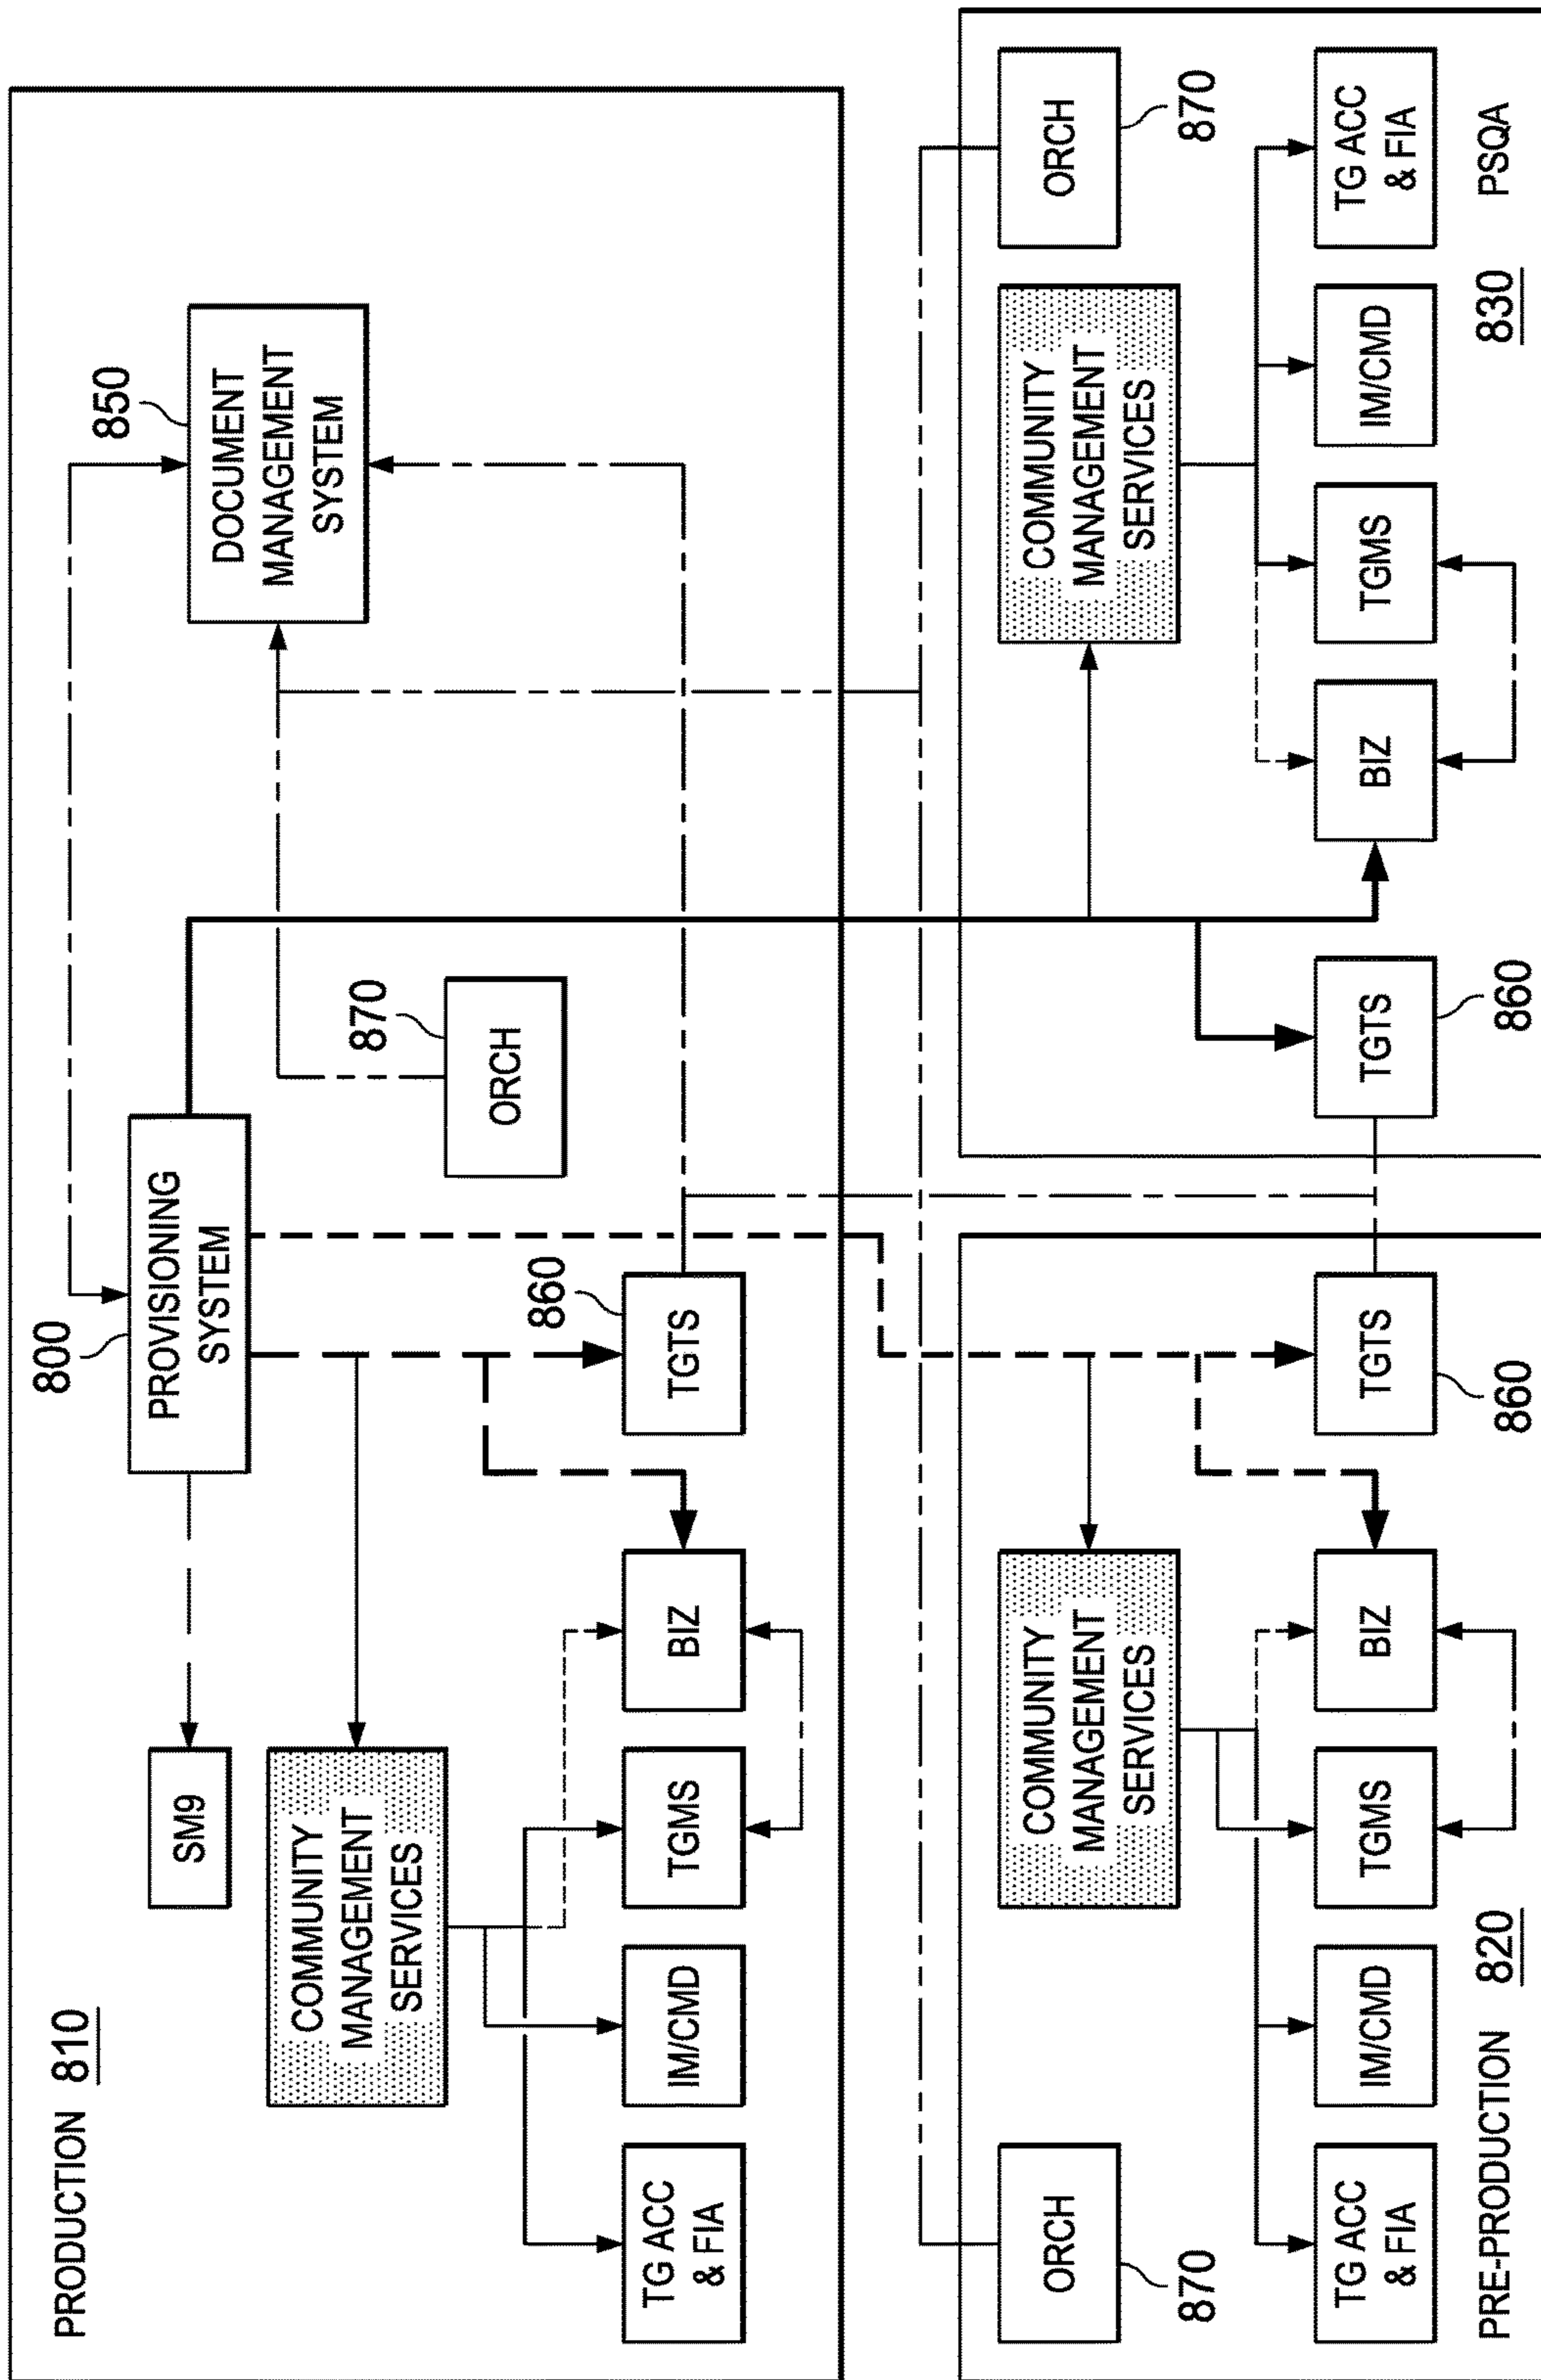 PRODUCTION 810
800
PROVISIONING
SYSTEM
850
DOCUMENT
MANAGEMENT
SYSTEM
SM9
COMMUNITY
MANAGEMENT
SERVICES
870
ORCH
TG ACC
& FIA
IM/CMD
TGMS
BIZ
860
TGTS
ORCH
870
COMMUNITY
MANAGEMENT
SERVICES
TG ACC
& FIA
IM/CMD
TGMS
BIZ
TGTS
860
PRE-PRODUCTION 820
COMMUNITY
MANAGEMENT
SERVICES
ORCH
870
TGTS
860
BIZ
TGMS
IM/CMD
TG ACC
& FIA
830 PSQA